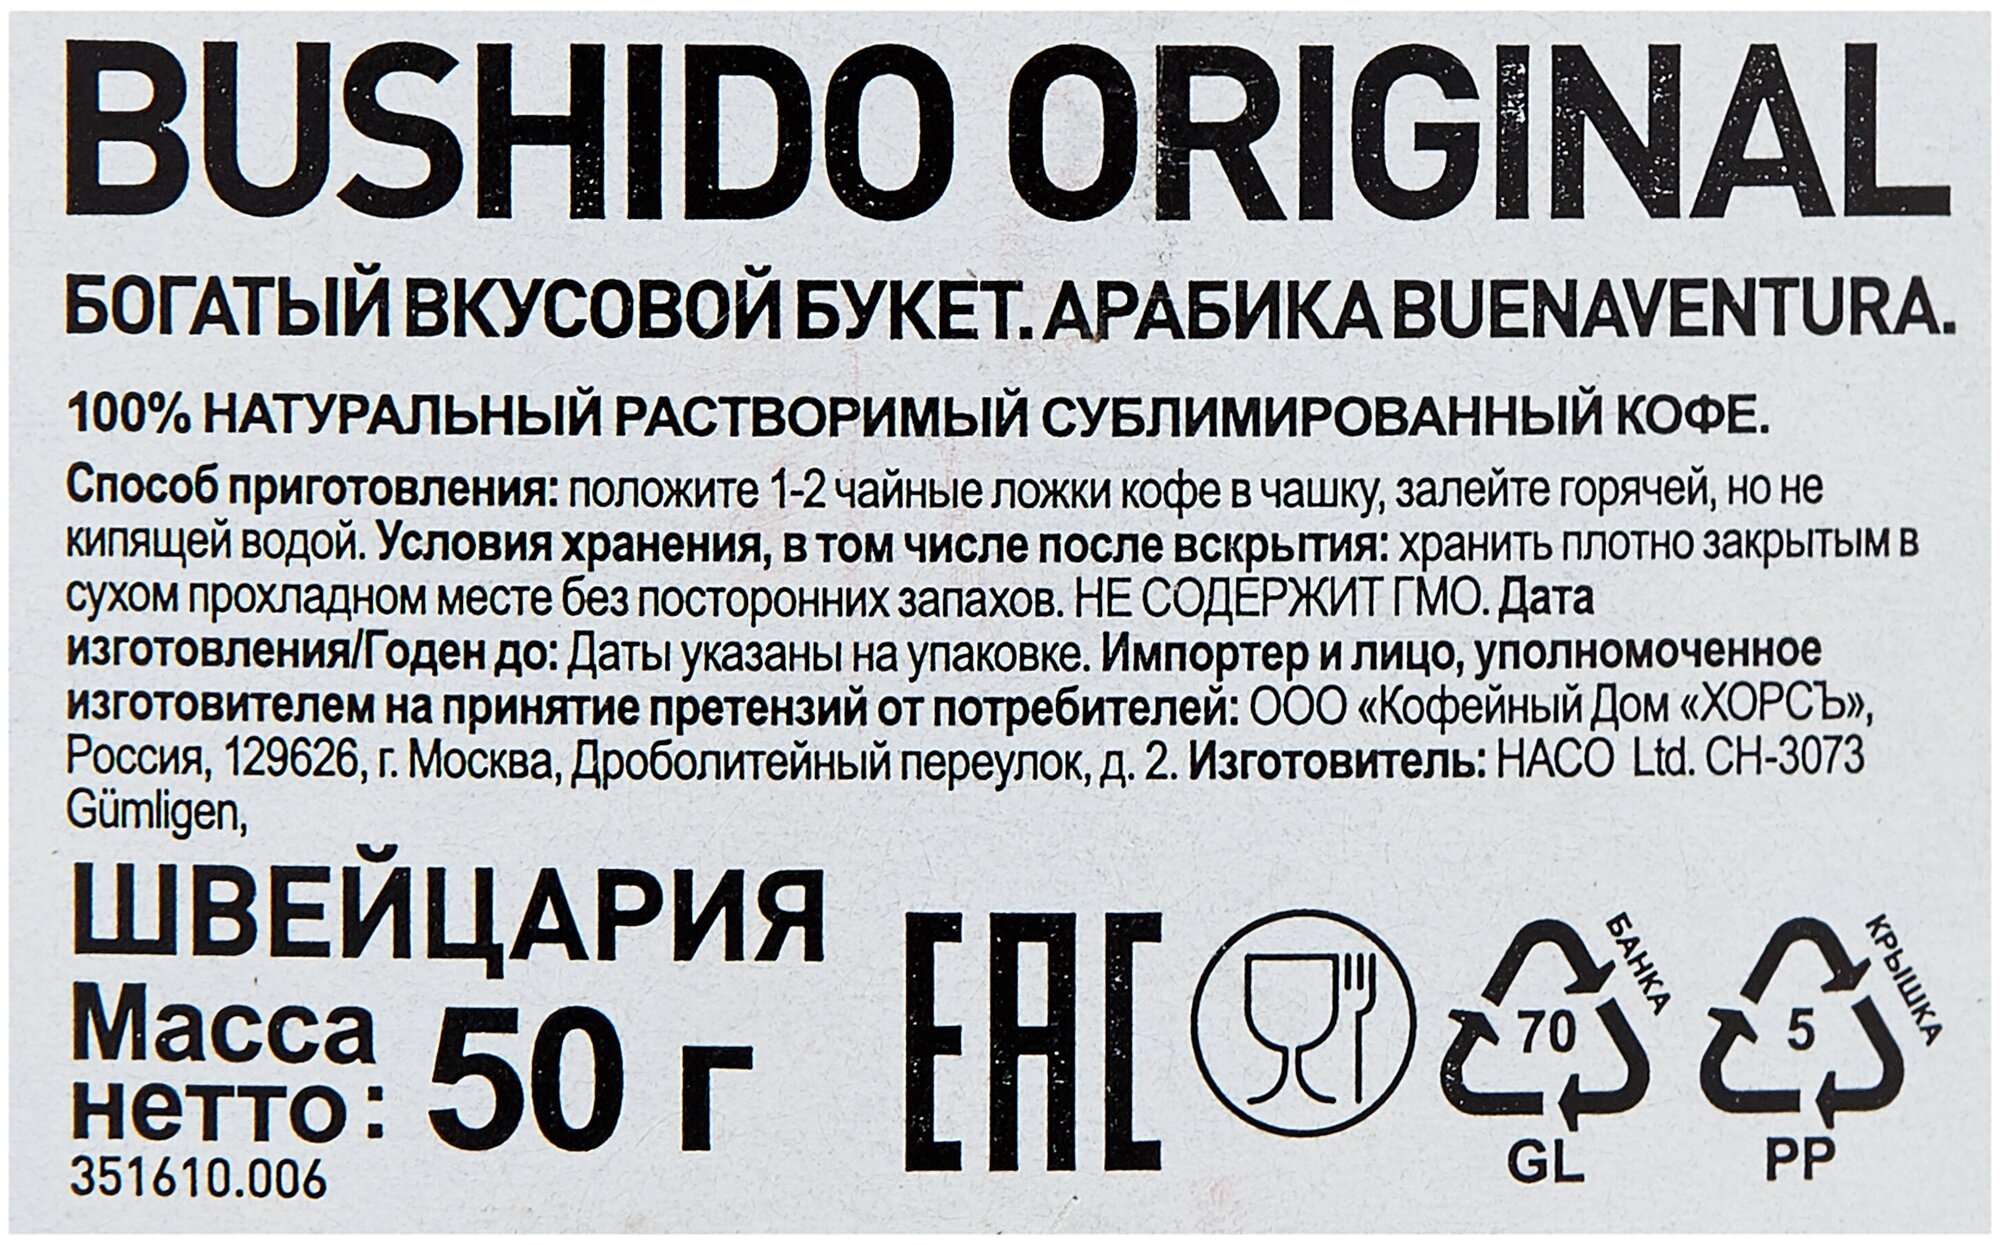 BUSHIDO ORIGINAL
БОГАТЫЙ ВКУСОВОЙ БУКЕТ. АРАБИКА BUENAVENTURA.
100% НАТУРАЛЬНЫЙ РАСТВОРИМЫЙ СУБЛИМИРОВАННЫЙ КОФЕ.
Способ приготовления: положите 1-2 чайные ложки кофе в чашку, залейте горячей, но не
кипящей водой. Условия хранения, в том числе после вскрытия: хранить плотно закрытым в
сухом прохладном месте без посторонних запахов. НЕ СОДЕРЖИТ ГМО. Дата
изготовления/Годен до: Даты указаны на упаковке. Импортер и лицо, уполномоченное
изготовителем на принятие претензий от потребителей: ООО «Кофейный Дом «ХОРСЪ»,
Россия, 129626, г. Москва, Дроболитейный переулок, д. 2. Изготовитель: HACO Ltd. CH-3073
Gümligen,
ШВЕЙЦАРИЯ
Масса
нетто: 50 г
351610.006
EAC
БАНКА
70
GL
КРЫШКА
5
PP